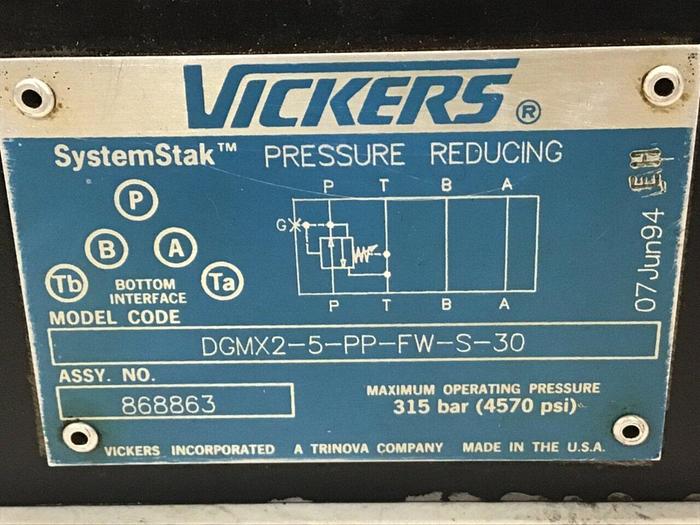 VICKERS®
SystemStak™ PRESSURE REDUCING
P T B A
P
G
B A
Tb Ta
BOTTOM
INTERFACE
P T B A
07Jun94
MODEL CODE
DGMX2-5-PP-FW-S-30
ASSY. NO.
868863
MAXIMUM OPERATING PRESSURE
315 bar (4570 psi)
VICKERS INCORPORATED A TRINOVA COMPANY MADE IN THE U.S.A.